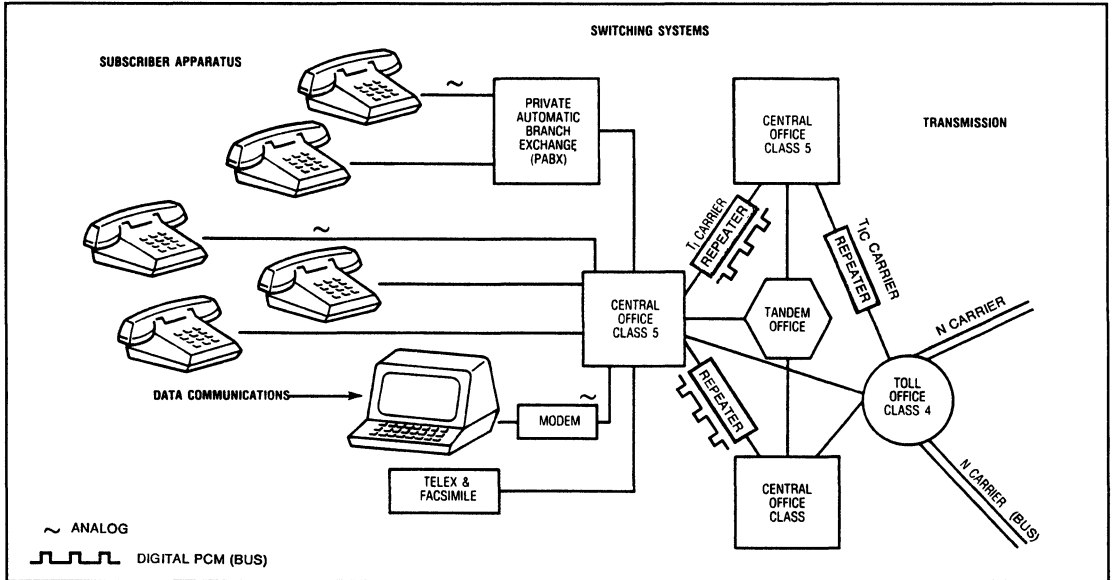 SWITCHING SYSTEMS
SUBSCRIBER APPARATUS
TRANSMISSION
~
PRIVATE
AUTOMATIC
BRANCH
EXCHANGE
(PABX)
CENTRAL
OFFICE
CLASS 5
~
T1 CARRIER
REPEATER
T1C CARRIER
REPEATER
CENTRAL
OFFICE
CLASS 5
TANDEM
OFFICE
N CARRIER
TOLL
OFFICE
CLASS 4
DATA COMMUNICATIONS
~
MODEM
REPEATER
TELEX &
FACSIMILE
CENTRAL
OFFICE
CLASS
N CARRIER (BUS)
~ ANALOG
DIGITAL PCM (BUS)